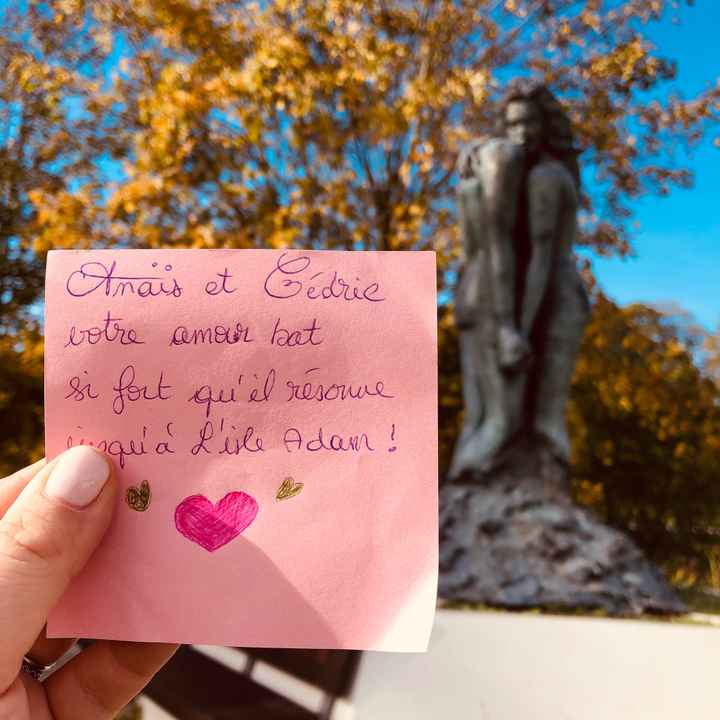 Anaïs et Cédric
votre amour bat
si fort qu'il résonne
jusqu'à L'isle Adam !